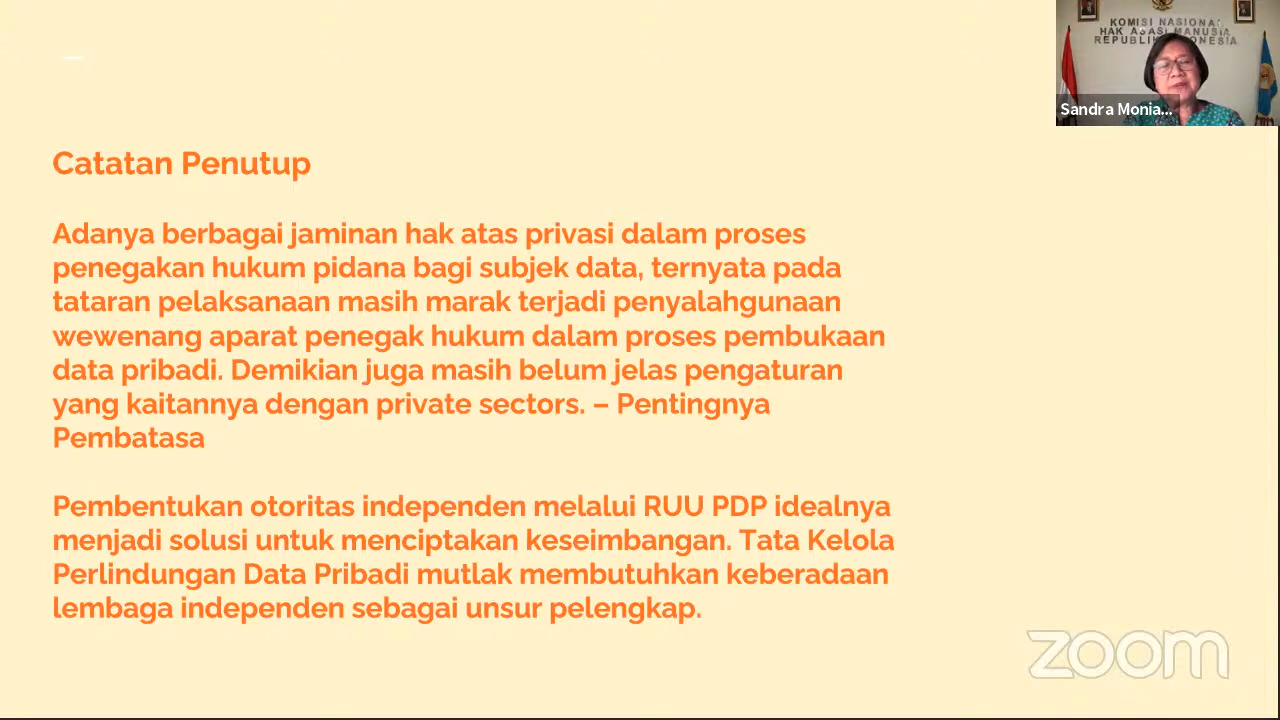 KOMISI NASIONAL
HAK ASASI MANUSIA
REPUBLIK INDONESIA
Sandra Monia...
Catatan Penutup
Adanya berbagai jaminan hak atas privasi dalam proses
penegakan hukum pidana bagi subjek data, ternyata pada
tataran pelaksanaan masih marak terjadi penyalahgunaan
wewenang aparat penegak hukum dalam proses pembukaan
data pribadi. Demikian juga masih belum jelas pengaturan
yang kaitannya dengan private sectors. – Pentingnya
Pembatasa
Pembentukan otoritas independen melalui RUU PDP idealnya
menjadi solusi untuk menciptakan keseimbangan. Tata Kelola
Perlindungan Data Pribadi mutlak membutuhkan keberadaan
lembaga independen sebagai unsur pelengkap.
zoom